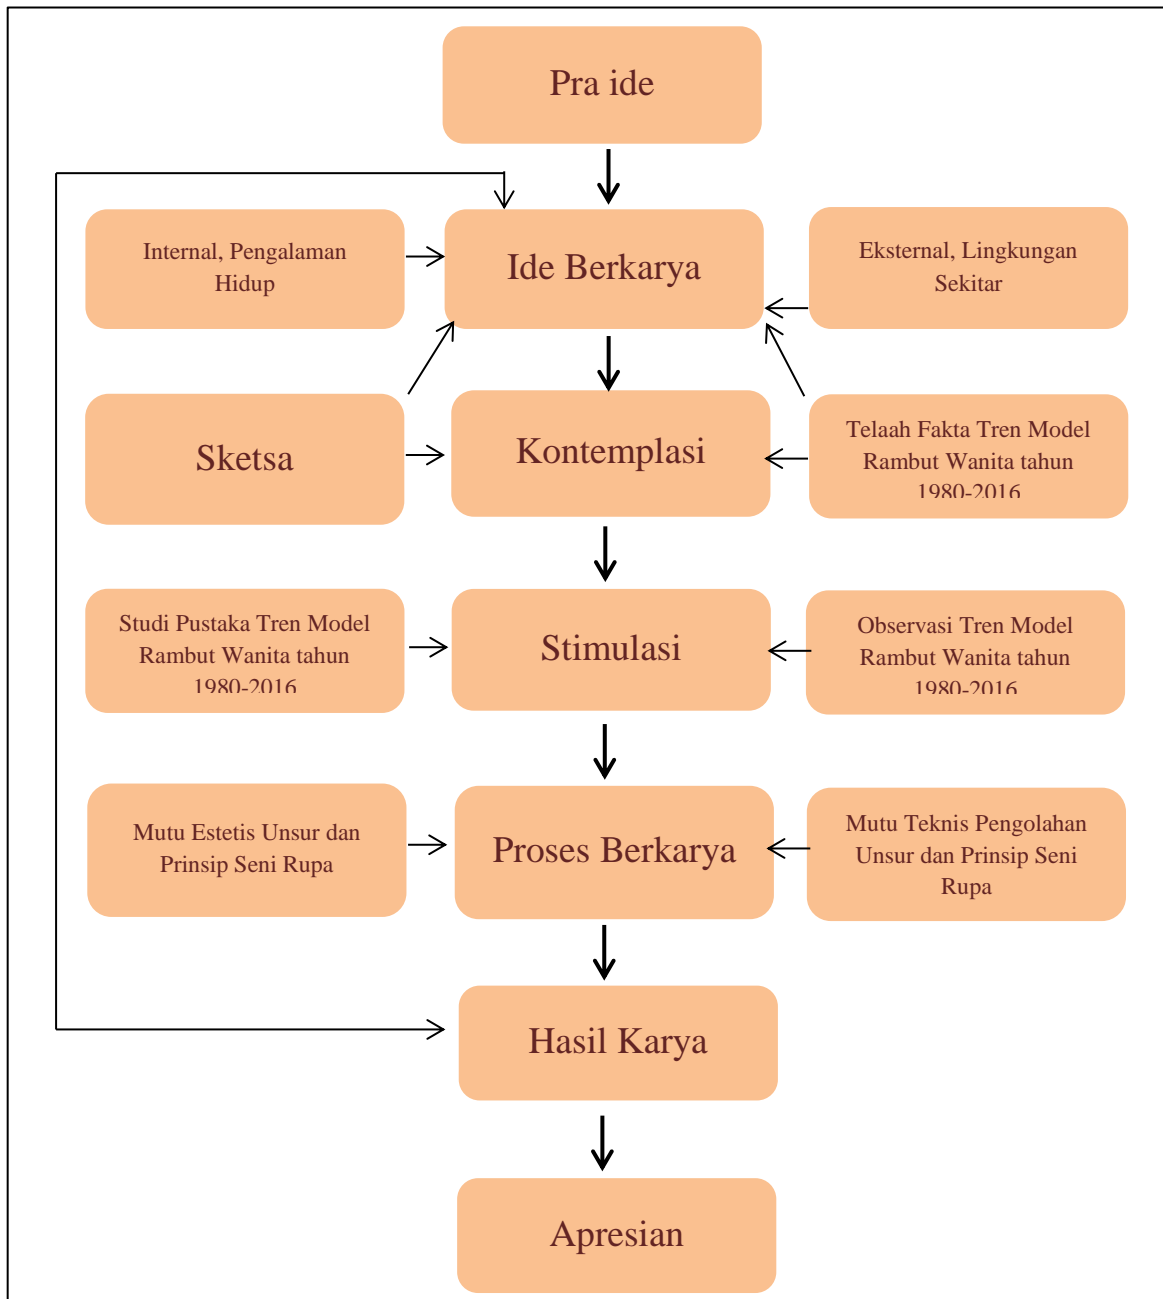 Pra ide
Internal, Pengalaman
Hidup
Ide Berkarya
Eksternal, Lingkungan
Sekitar
Sketsa
Kontemplasi
Telaah Fakta Tren Model
Rambut Wanita tahun
1980-2016
Studi Pustaka Tren Model
Rambut Wanita tahun
1980-2016
Stimulasi
Observasi Tren Model
Rambut Wanita tahun
1980-2016
Mutu Estetis Unsur dan
Prinsip Seni Rupa
Proses Berkarya
Mutu Teknis Pengolahan
Unsur dan Prinsip Seni
Rupa
Hasil Karya
Apresian